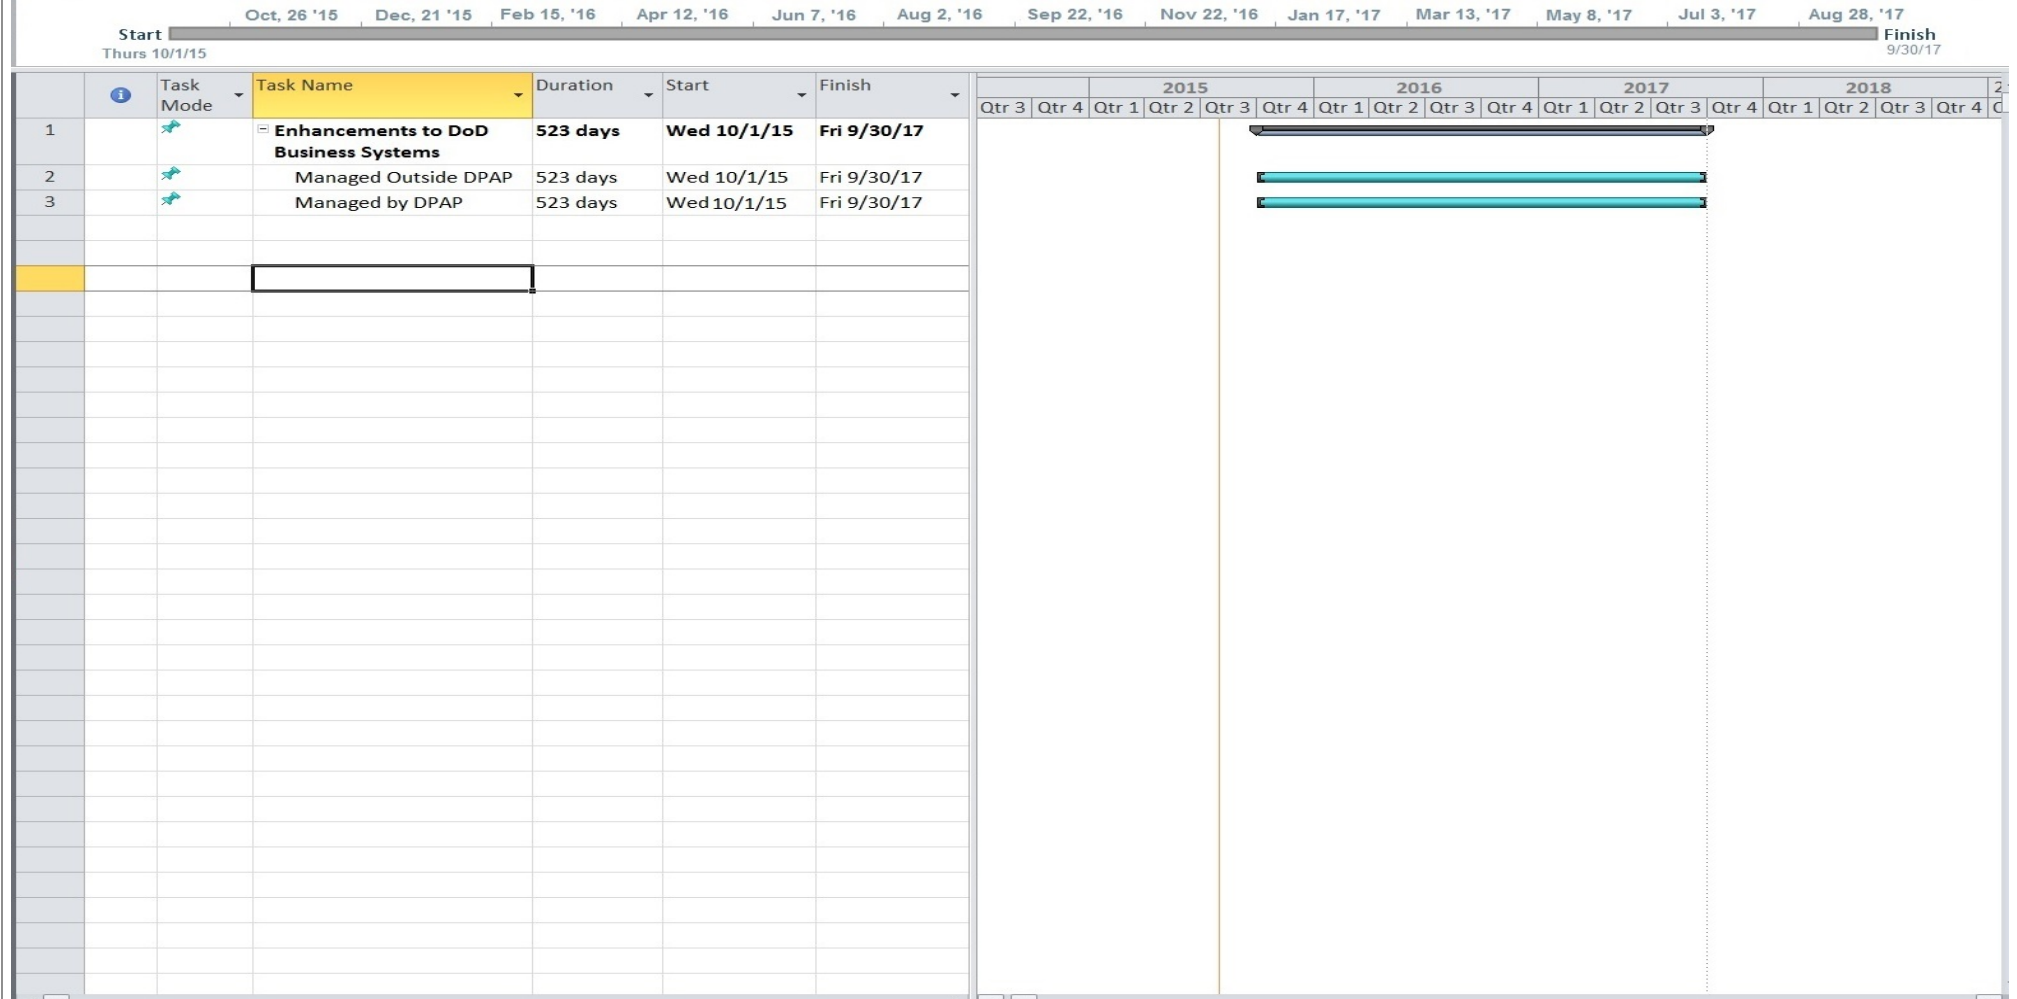 Oct, 26 '15 Dec, 21 '15 Feb 15, '16 Apr 12, '16 Jun 7, '16 Aug 2, '16 Sep 22, '16 Nov 22, '16 Jan 17, '17 Mar 13, '17 May 8, '17 Jul 3, '17 Aug 28, '17
Start Finish
Thurs 10/1/15 9/30/17
Task Mode Task Name Duration Start Finish
2015 2016 2017 2018
Qtr 3 Qtr 4 Qtr 1 Qtr 2 Qtr 3 Qtr 4 Qtr 1 Qtr 2 Qtr 3 Qtr 4 Qtr 1 Qtr 2 Qtr 3 Qtr 4 Qtr 1 Qtr 2 Qtr 3 Qtr 4
1 Enhancements to DoD 523 days Wed 10/1/15 Fri 9/30/17
Business Systems
2 Managed Outside DPAP 523 days Wed 10/1/15 Fri 9/30/17
3 Managed by DPAP 523 days Wed 10/1/15 Fri 9/30/17